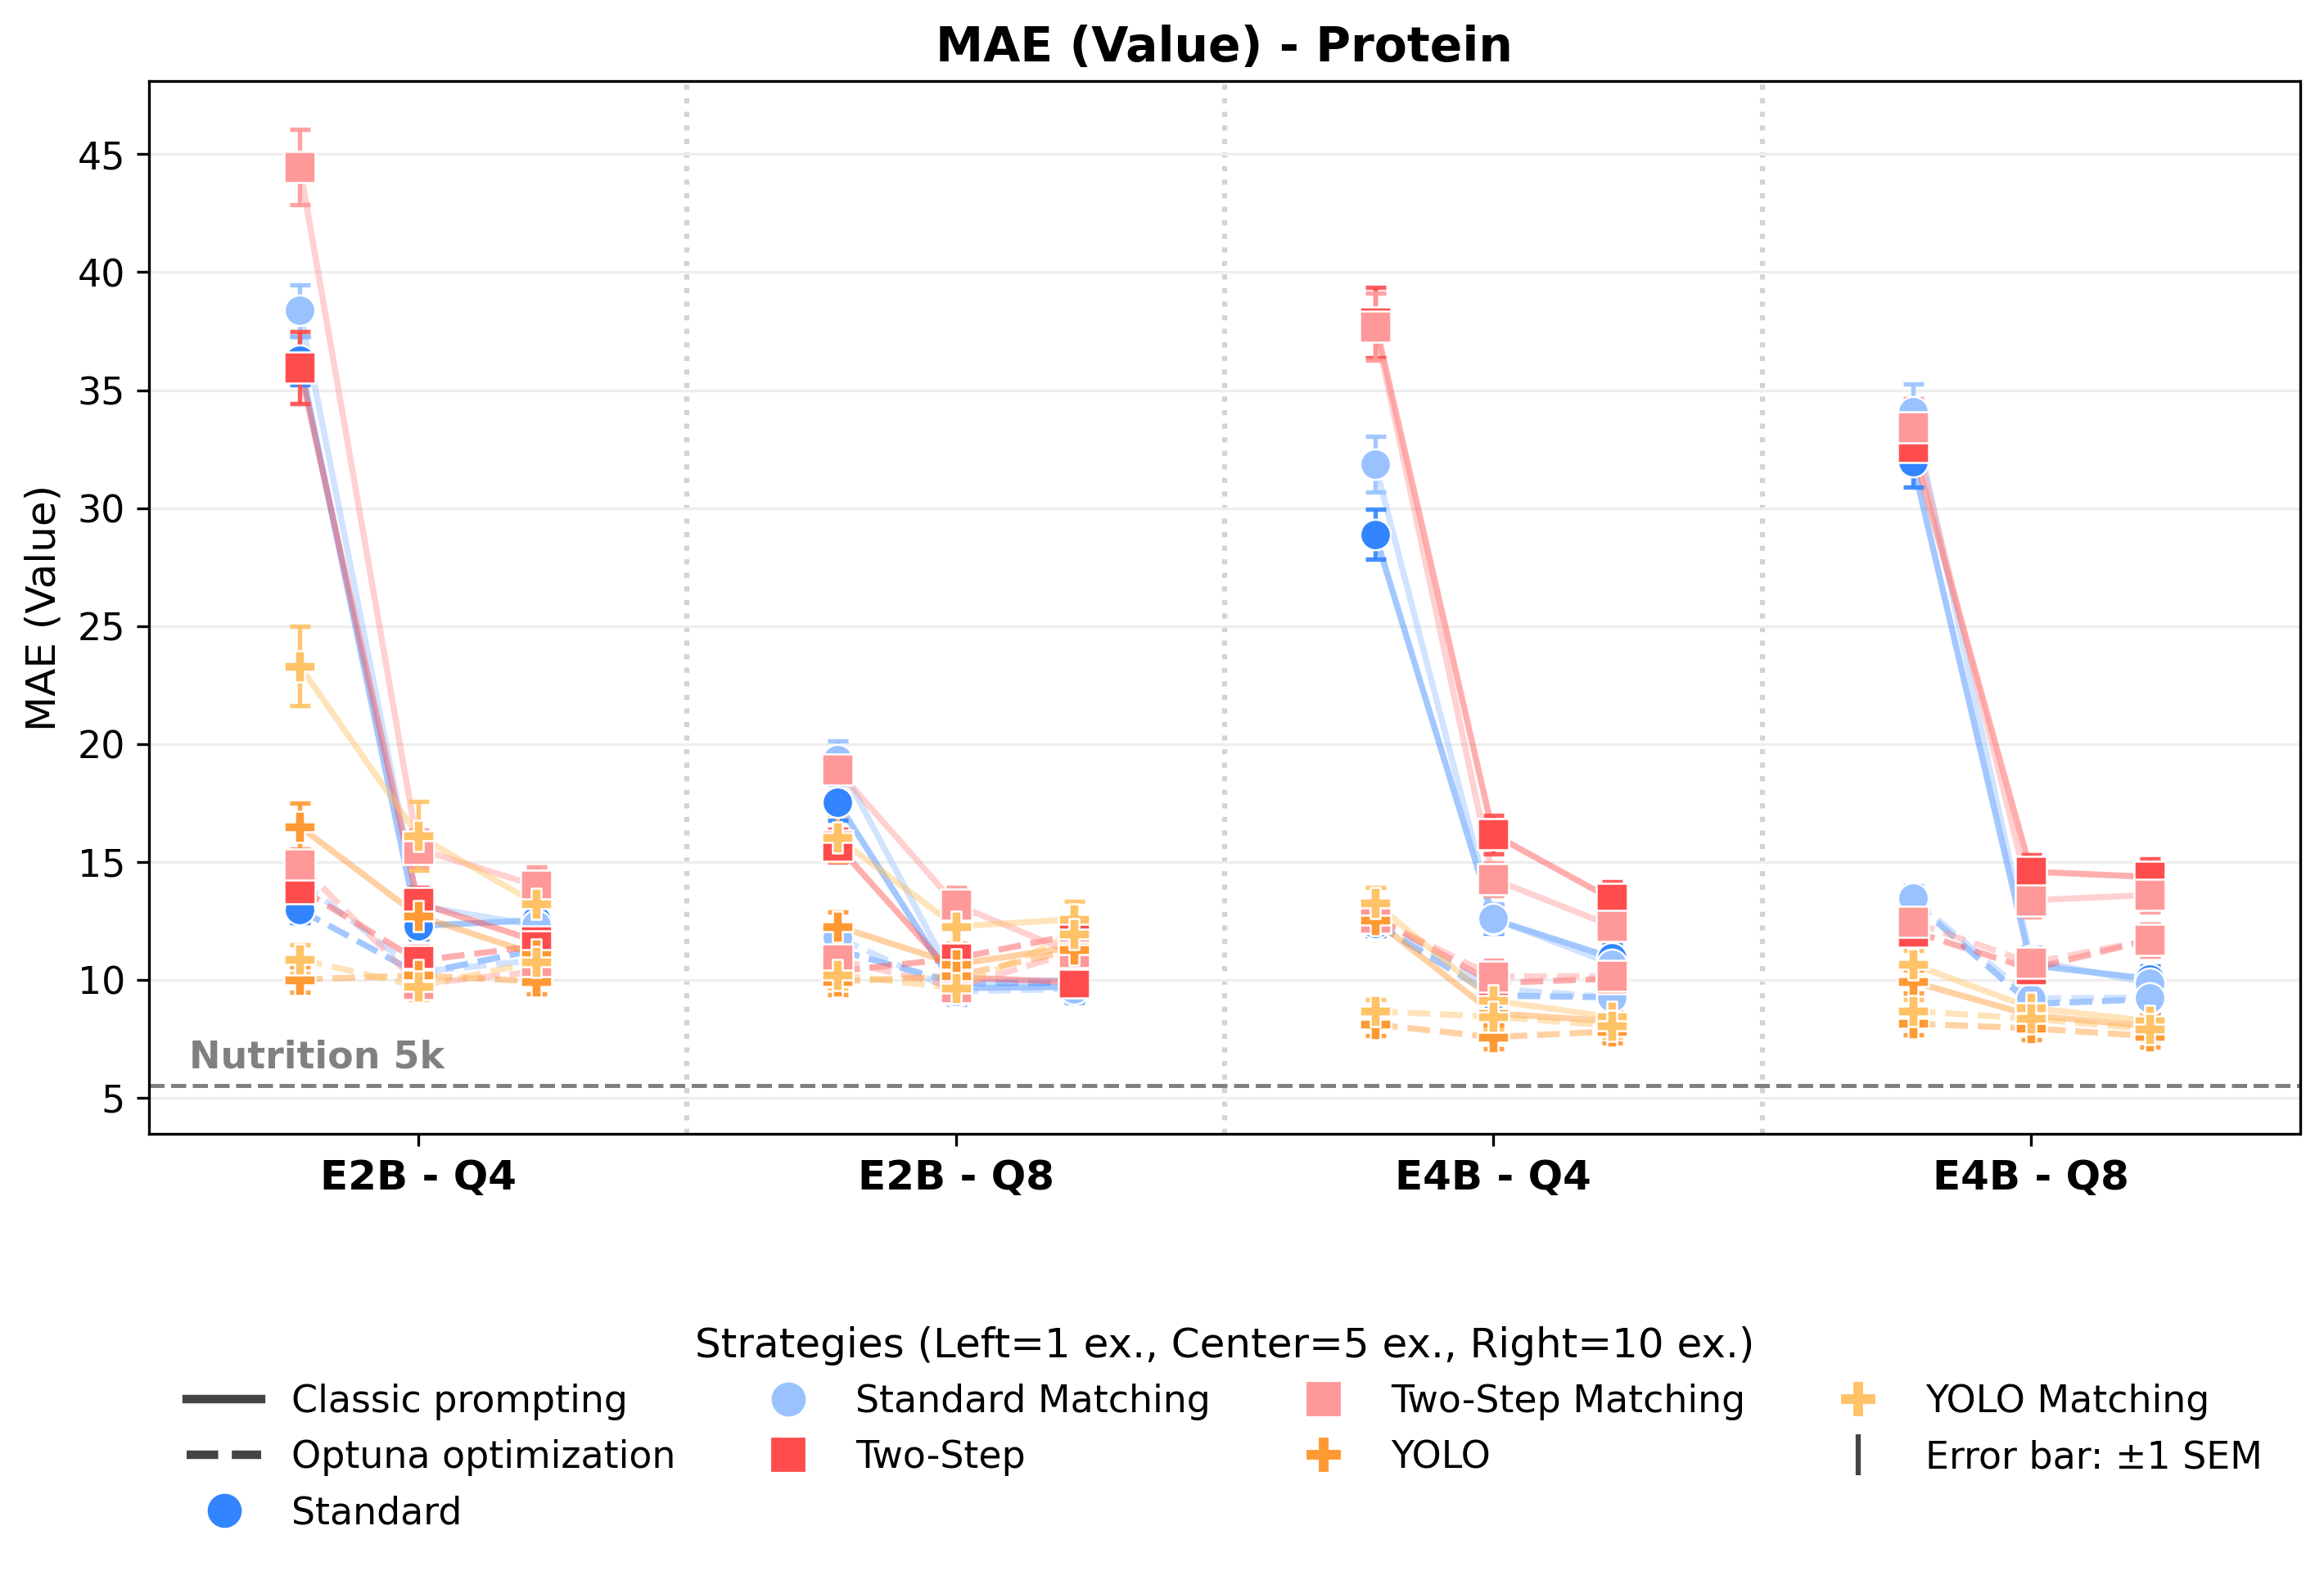 MAE (Value) - Protein
MAE (Value)
45
40
35
30
25
20
15
10
5
Nutrition 5k
E2B - Q4
E2B - Q8
E4B - Q4
E4B - Q8
Strategies (Left=1 ex., Center=5 ex., Right=10 ex.)
Classic prompting
Optuna optimization
Standard
Standard Matching
Two-Step
Two-Step Matching
YOLO
YOLO Matching
Error bar: ±1 SEM